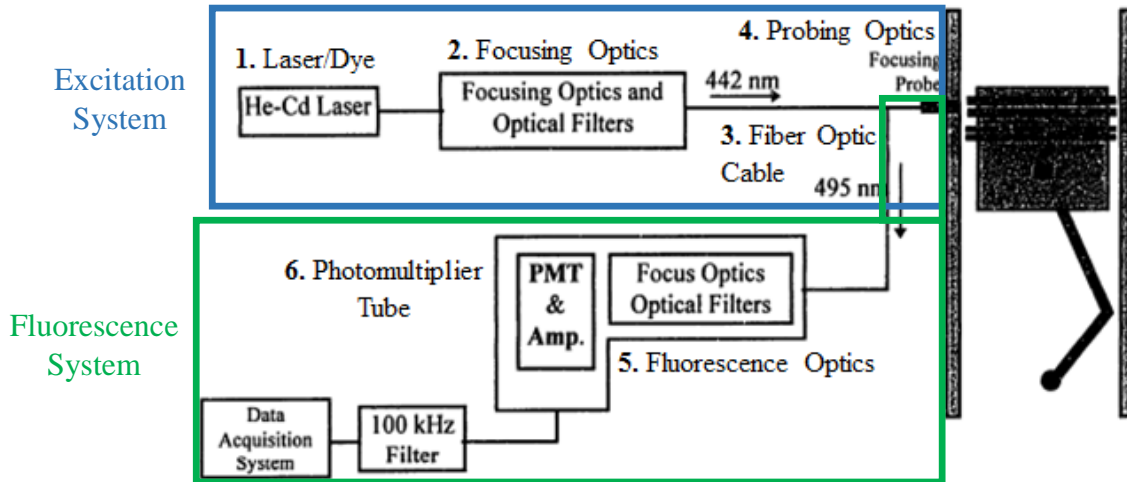 4. Probing Optics
2. Focusing Optics
1. Laser/Dye
Focusing
Probe
Excitation
System
He-Cd Laser
Focusing Optics and
Optical Filters
442 nm
3. Fiber Optic
Cable
495 nm
6. Photomultiplier
Tube
PMT
&
Amp.
Focus Optics
Optical Filters
Fluorescence
System
5. Fluorescence Optics
Data
Acquisition
System
100 kHz
Filter